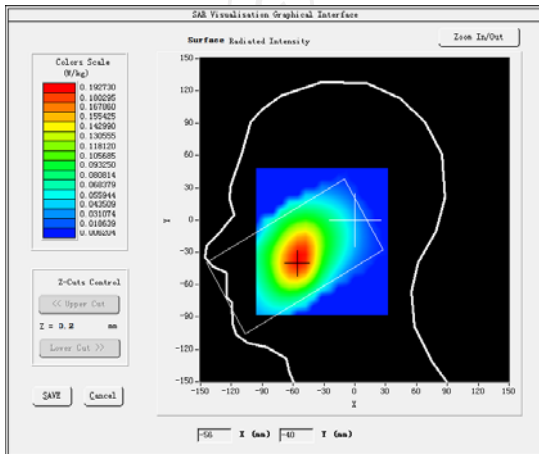 SAR Visualisation Graphical Interface
Surface Radiated Intensity
Zoom In/Out
Colors Scale
(W/kg)
0.192730
0.180295
0.167860
0.155425
0.142990
0.130555
0.118120
0.105685
0.093250
0.080814
0.068379
0.055944
0.043509
0.031074
0.018639
0.006204
Z-Cuts Control
<< Upper Cut
Z = 0.2 mm
Lower Cut >>
SAVE Cancel
150
120
90
60
30
0
-30
-60
-90
-120
-150
Y
-150 -120 -90 -60 -30 0 30 60 90 120 150
X
-56 X (mm) -40 Y (mm)